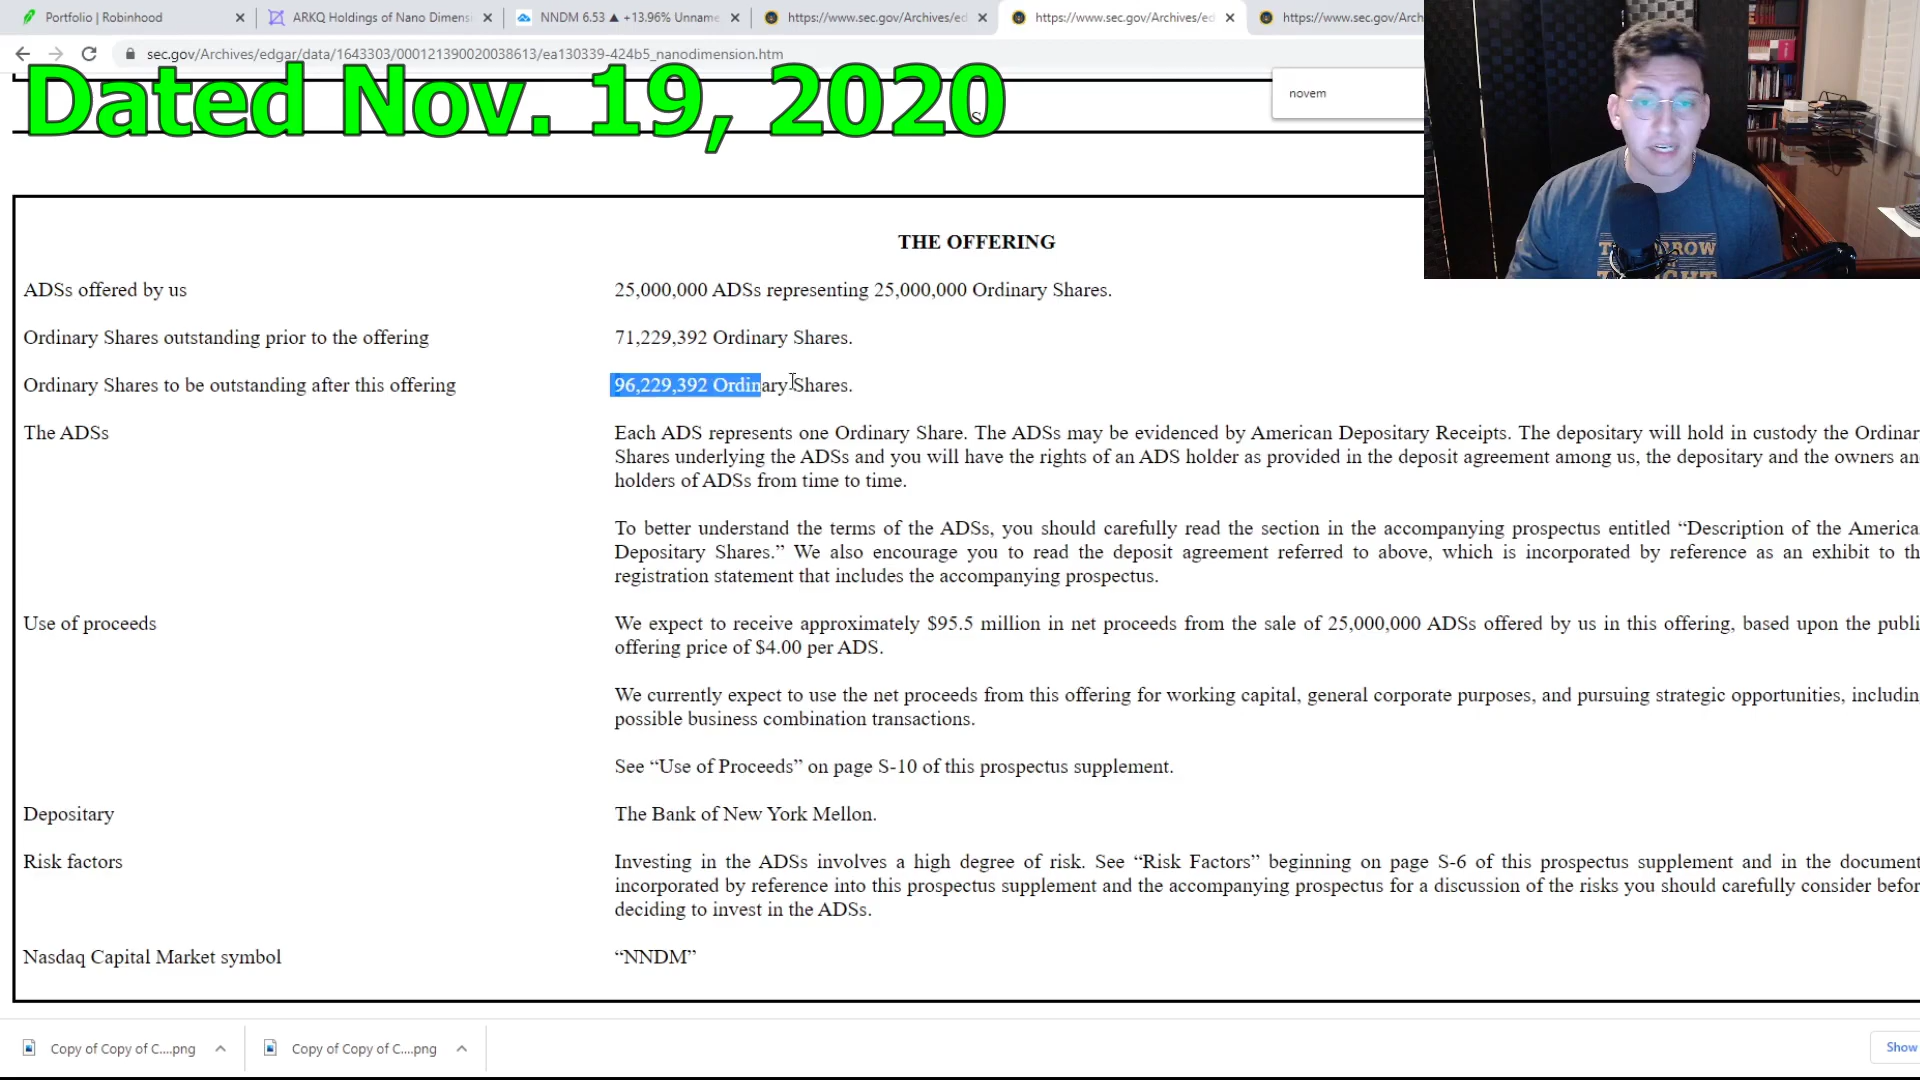 Portfolio | Robinhood
ARKQ Holdings of Nano Dimensi
NNDM 6.53 ▲ +13.96% Unname
https://www.sec.gov/Archives/ed
https://www.sec.gov/Archives/ed
https://www.sec.gov/Arch
sec.gov/Archives/edgar/data/1643303/000121390020038613/ea130339-424b5_nanodimension.htm
Dated Nov. 19, 2020
novem
THE OFFERING
ADSs offered by us
25,000,000 ADSs representing 25,000,000 Ordinary Shares.
Ordinary Shares outstanding prior to the offering
71,229,392 Ordinary Shares.
Ordinary Shares to be outstanding after this offering
96,229,392 Ordinary Shares.
The ADSs
Each ADS represents one Ordinary Share. The ADSs may be evidenced by American Depositary Receipts. The depositary will hold in custody the Ordinar
Shares underlying the ADSs and you will have the rights of an ADS holder as provided in the deposit agreement among us, the depositary and the owners an
holders of ADSs from time to time.
To better understand the terms of the ADSs, you should carefully read the section in the accompanying prospectus entitled “Description of the America
Depositary Shares.” We also encourage you to read the deposit agreement referred to above, which is incorporated by reference as an exhibit to th
registration statement that includes the accompanying prospectus.
Use of proceeds
We expect to receive approximately $95.5 million in net proceeds from the sale of 25,000,000 ADSs offered by us in this offering, based upon the publi
offering price of $4.00 per ADS.
We currently expect to use the net proceeds from this offering for working capital, general corporate purposes, and pursuing strategic opportunities, includin
possible business combination transactions.
See “Use of Proceeds” on page S-10 of this prospectus supplement.
Depositary
The Bank of New York Mellon.
Risk factors
Investing in the ADSs involves a high degree of risk. See “Risk Factors” beginning on page S-6 of this prospectus supplement and in the document
incorporated by reference into this prospectus supplement and the accompanying prospectus for a discussion of the risks you should carefully consider befor
deciding to invest in the ADSs.
Nasdaq Capital Market symbol
“NNDM”
Copy of Copy of C....png
Copy of Copy of C....png
Show